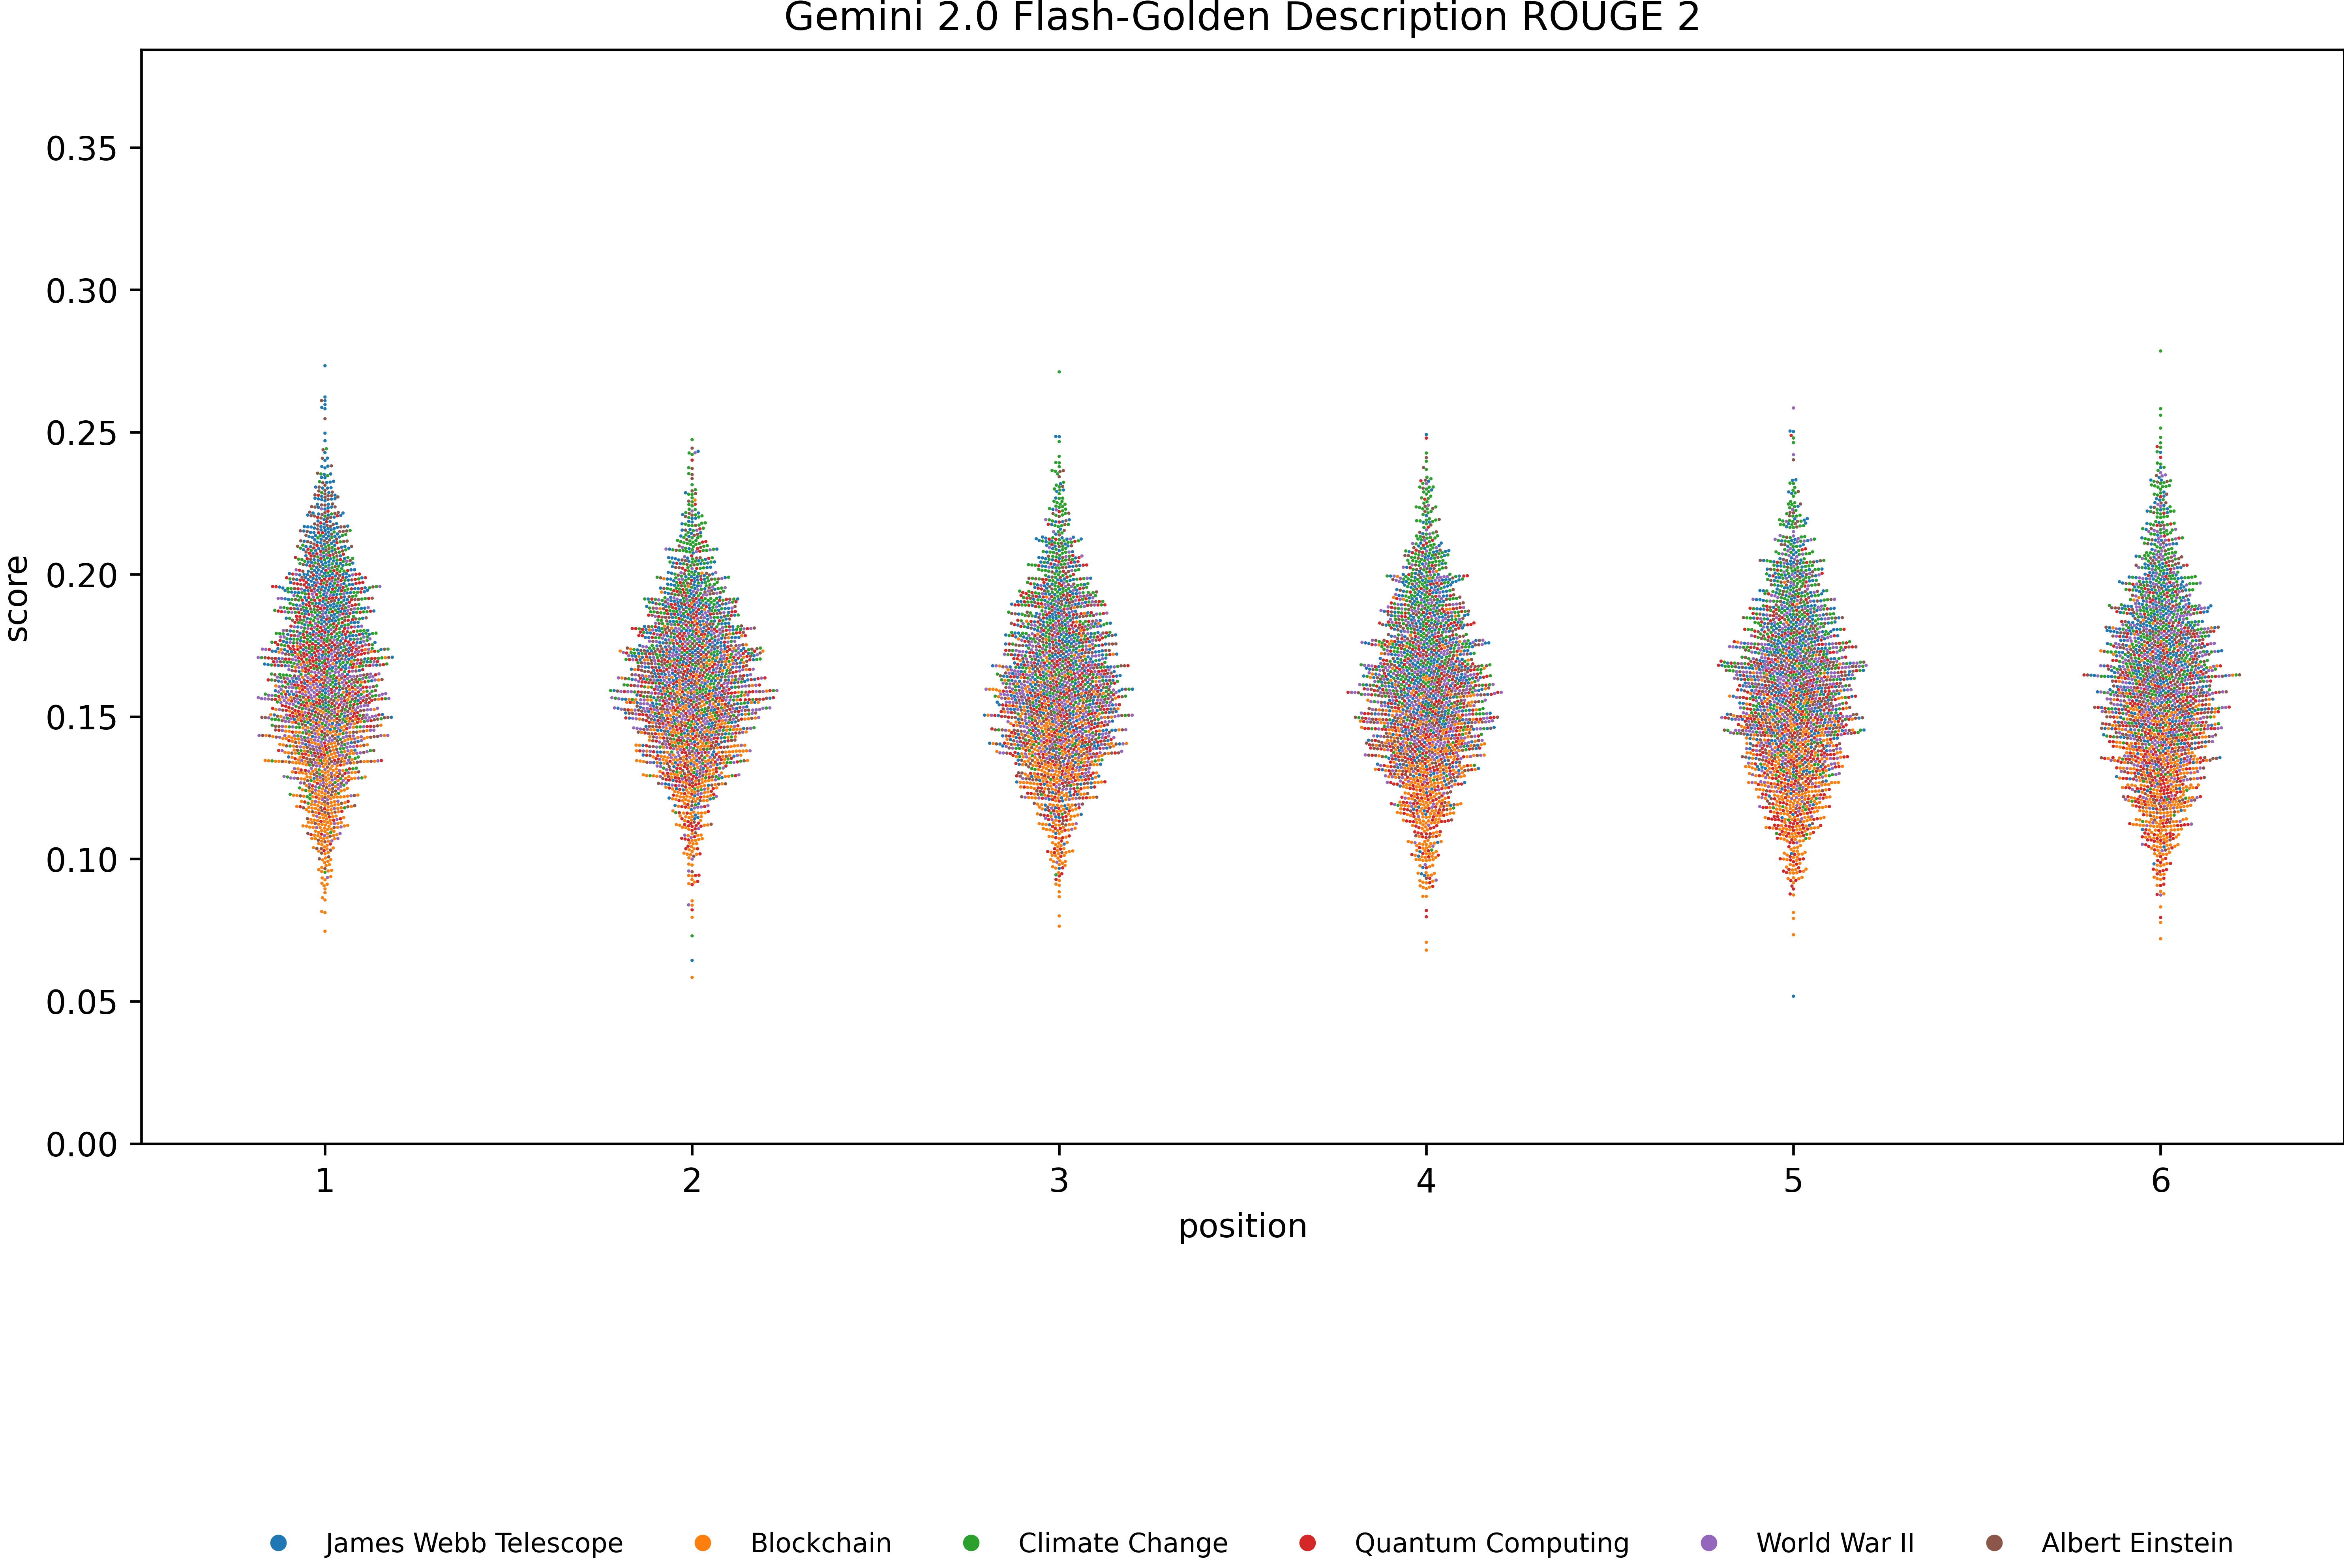 Gemini 2.0 Flash-Golden Description ROUGE 2
0.35
0.30
0.25
0.20
0.15
0.10
0.05
0.00
score
1 2 3 4 5 6
position
James Webb Telescope Blockchain Climate Change Quantum Computing World War II Albert Einstein